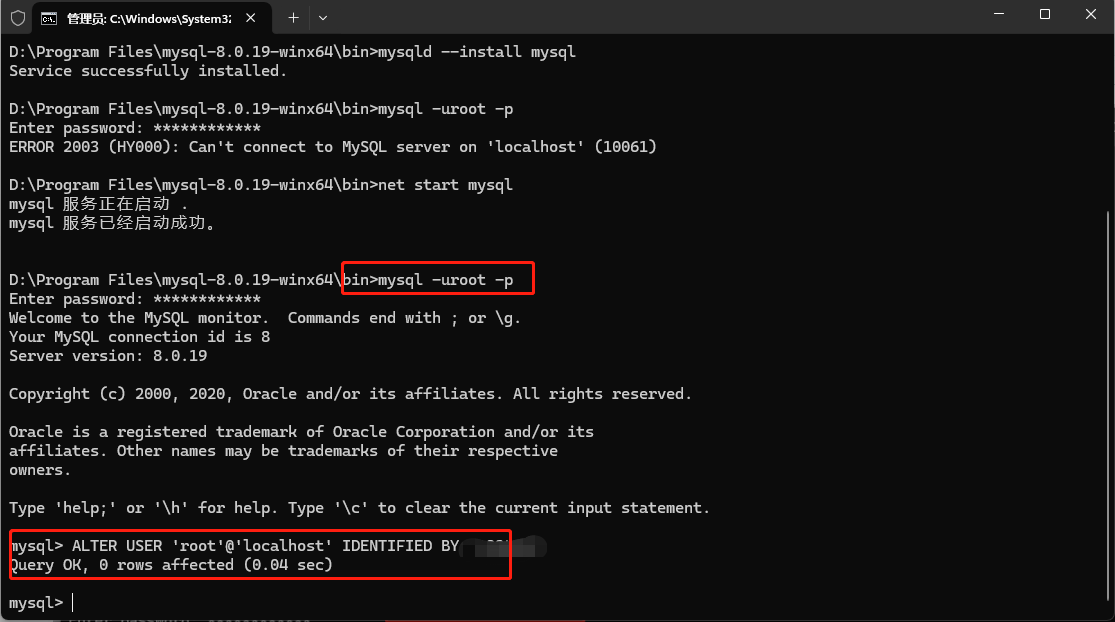 管理员: C:\Windows\System32
D:\Program Files\mysql-8.0.19-winx64\bin>mysqld --install mysql
Service successfully installed.
D:\Program Files\mysql-8.0.19-winx64\bin>mysql -uroot -p
Enter password: ************
ERROR 2003 (HY000): Can't connect to MySQL server on 'localhost' (10061)
D:\Program Files\mysql-8.0.19-winx64\bin>net start mysql
mysql 服务正在启动 .
mysql 服务已经启动成功。
D:\Program Files\mysql-8.0.19-winx64\bin>mysql -uroot -p
Enter password: ************
Welcome to the MySQL monitor.  Commands end with ; or \g.
Your MySQL connection id is 8
Server version: 8.0.19
Copyright (c) 2000, 2020, Oracle and/or its affiliates. All rights reserved.
Oracle is a registered trademark of Oracle Corporation and/or its
affiliates. Other names may be trademarks of their respective
owners.
Type 'help;' or '\h' for help. Type '\c' to clear the current input statement.
mysql> ALTER USER 'root'@'localhost' IDENTIFIED BY
Query OK, 0 rows affected (0.04 sec)
mysql>